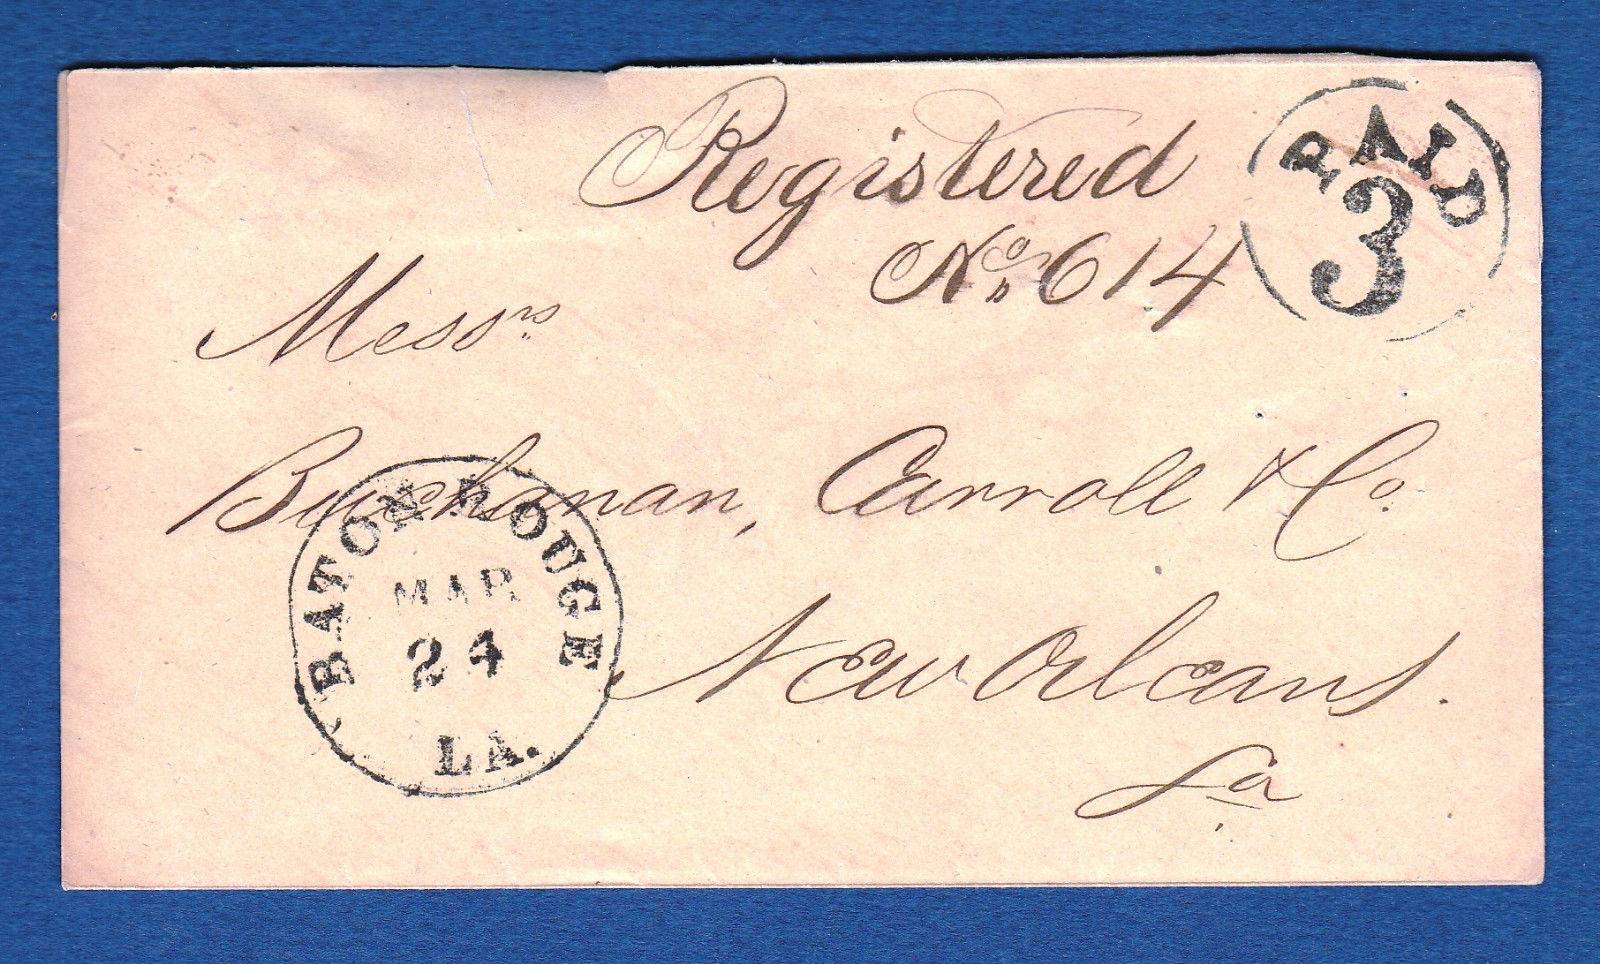 Registered
No. 614
PAID
3
Messrs.
Buchanan, Carroll & Co.
New Orleans.
La
BATON ROUGE
MAR
24
LA.